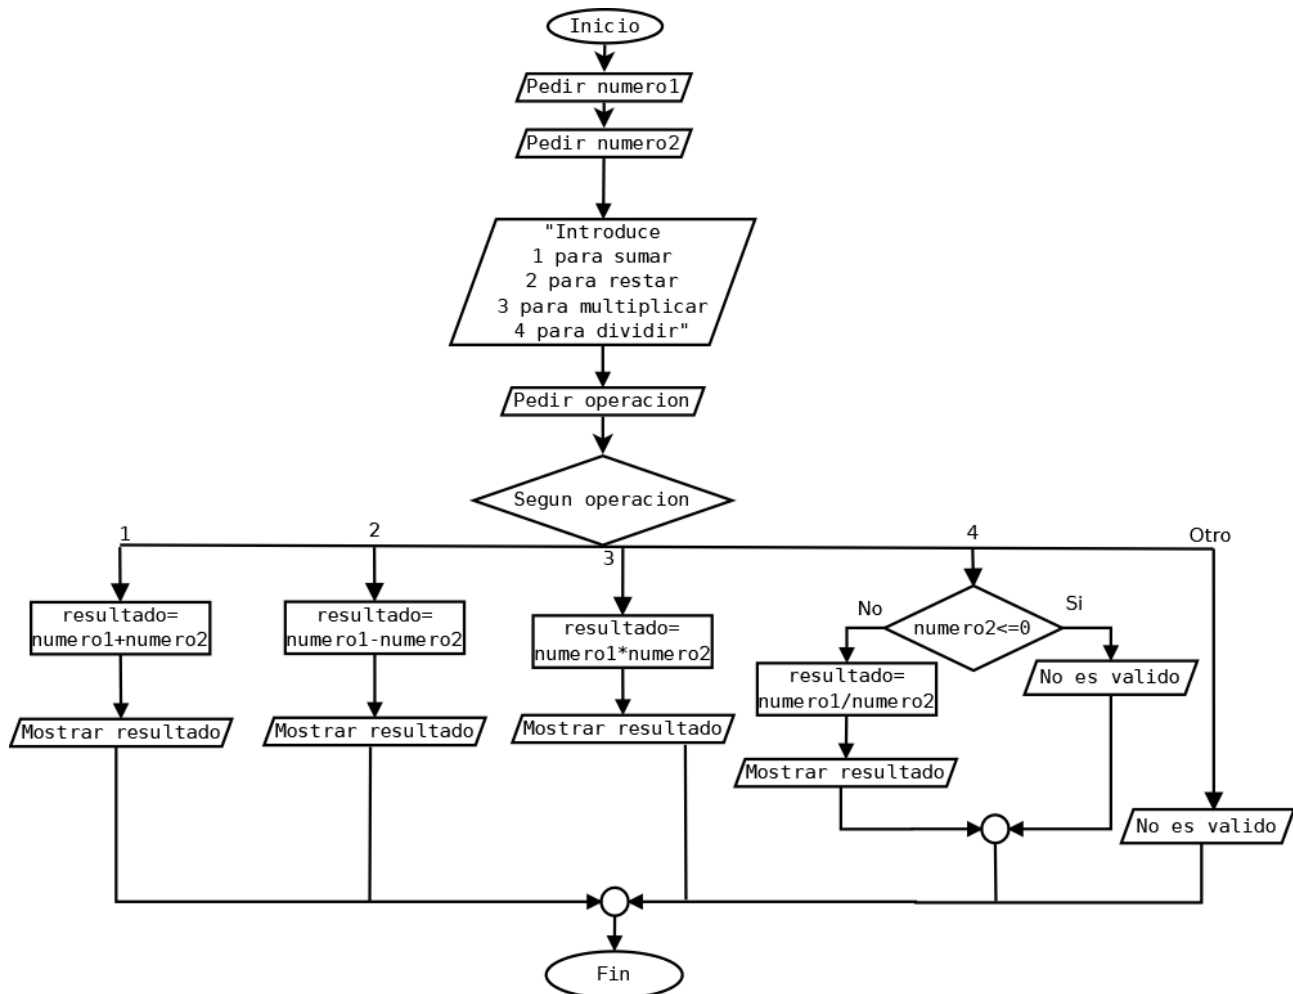 Inicio
Pedir numero1
Pedir numero2
"Introduce
1 para sumar
2 para restar
3 para multiplicar
4 para dividir"
Pedir operacion
Segun operacion
1
2
3
4
Otro
resultado=
numero1+numero2
Mostrar resultado
resultado=
numero1-numero2
Mostrar resultado
resultado=
numero1*numero2
Mostrar resultado
numero2<=0
No
Si
resultado=
numero1/numero2
Mostrar resultado
No es valido
No es valido
Fin